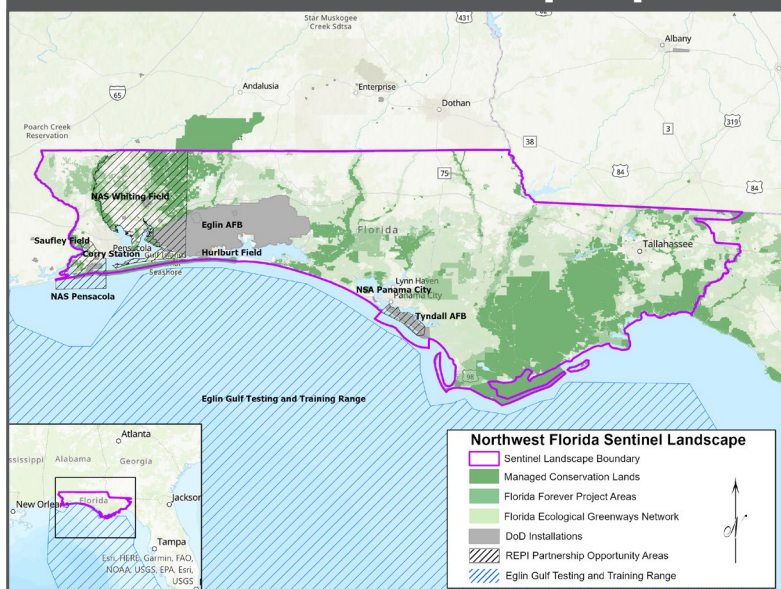 Star Muskogee
Creek Sdtsa
431
Albany
65
Andalusia
Enterprise
Dothan
319
3
Poarch Creek
Reservation
38
84
75
84
NAS Whiting Field
Eglin AFB
Florida
Saufley Field
Pensacola
Corry Station
Hurlburt Field
Gulf Islands
Seashore
Tallahassee
NAS Pensacola
Lynn Haven
NSA Panama City
Panama City
Tyndall AFB
98
Eglin Gulf Testing and Training Range
Atlanta
ssissippi Alabama Georgia
New Orleans
Florida
Jackson
Tampa
Esri, HERE, Garmin, FAO,
NOAA, USGS, EPA, Esri,
USGS
Northwest Florida Sentinel Landscape
Sentinel Landscape Boundary
Managed Conservation Lands
Florida Forever Project Areas
Florida Ecological Greenways Network
DoD Installations
REPI Partnership Opportunity Areas
Eglin Gulf Testing and Training Range
N